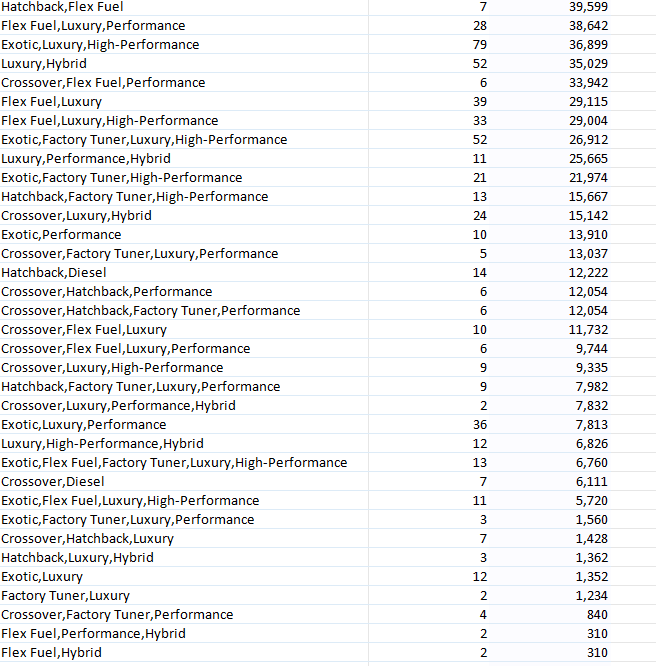 Hatchback,Flex Fuel 7 39,599
Flex Fuel,Luxury,Performance 28 38,642
Exotic,Luxury,High-Performance 79 36,899
Luxury,Hybrid 52 35,029
Crossover,Flex Fuel,Performance 6 33,942
Flex Fuel,Luxury 39 29,115
Flex Fuel,Luxury,High-Performance 33 29,004
Exotic,Factory Tuner,Luxury,High-Performance 52 26,912
Luxury,Performance,Hybrid 11 25,665
Exotic,Factory Tuner,High-Performance 21 21,974
Hatchback,Factory Tuner,High-Performance 13 15,667
Crossover,Luxury,Hybrid 24 15,142
Exotic,Performance 10 13,910
Crossover,Factory Tuner,Luxury,Performance 5 13,037
Hatchback,Diesel 14 12,222
Crossover,Hatchback,Performance 6 12,054
Crossover,Hatchback,Factory Tuner,Performance 6 12,054
Crossover,Flex Fuel,Luxury 10 11,732
Crossover,Flex Fuel,Luxury,Performance 6 9,744
Crossover,Luxury,High-Performance 9 9,335
Hatchback,Factory Tuner,Luxury,Performance 9 7,982
Crossover,Luxury,Performance,Hybrid 2 7,832
Exotic,Luxury,Performance 36 7,813
Luxury,High-Performance,Hybrid 12 6,826
Exotic,Flex Fuel,Factory Tuner,Luxury,High-Performance 13 6,760
Crossover,Diesel 7 6,111
Exotic,Flex Fuel,Luxury,High-Performance 11 5,720
Exotic,Factory Tuner,Luxury,Performance 3 1,560
Crossover,Hatchback,Luxury 7 1,428
Hatchback,Luxury,Hybrid 3 1,362
Exotic,Luxury 12 1,352
Factory Tuner,Luxury 2 1,234
Crossover,Factory Tuner,Performance 4 840
Flex Fuel,Performance,Hybrid 2 310
Flex Fuel,Hybrid 2 310